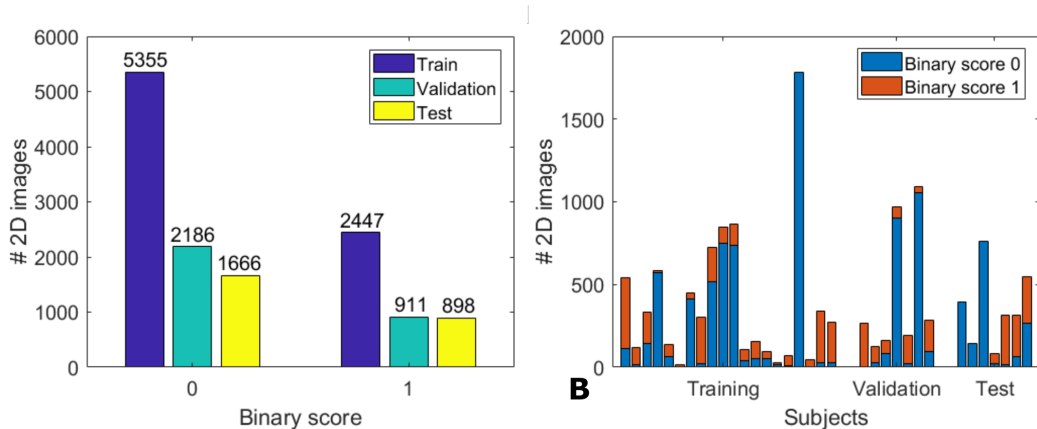 6000
5000
4000
3000
2000
1000
0
# 2D images
5355
2186
1666
2447
911
898
Train
Validation
Test
0
1
Binary score
2000
1500
1000
500
0
# 2D images
Binary score 0
Binary score 1
B
Training
Validation
Test
Subjects